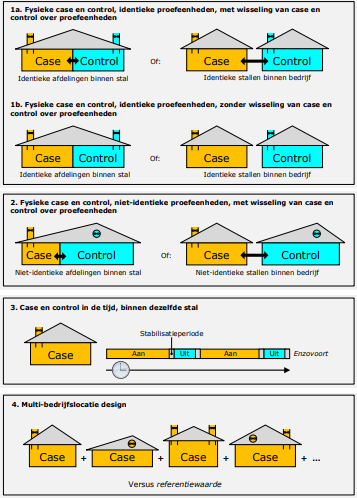 1a. Fysieke case en control, identieke proefeenheden, met wisseling van case en
control over proefeenheden
Case Control Of: Case Control
Identieke afdelingen binnen stal Identieke stallen binnen bedrijf
1b. Fysieke case en control, identieke proefeenheden, zonder wisseling van case en
control over proefeenheden
Case Control Of: Case Control
Identieke afdelingen binnen stal Identieke stallen binnen bedrijf
2. Fysieke case en control, niet-identieke proefeenheden, met wisseling van case en
control over proefeenheden
Case Control Of: Case Control
Niet-identieke afdelingen binnen stal Niet-identieke stallen binnen bedrijf
3. Case en control in de tijd, binnen dezelfde stal
Stabilisatieperiode
Case Aan Uit Aan Uit Enzovoort
4. Multi-bedrijfslocatie design
Case + Case + Case + Case + ...
Versus referentiewaarde